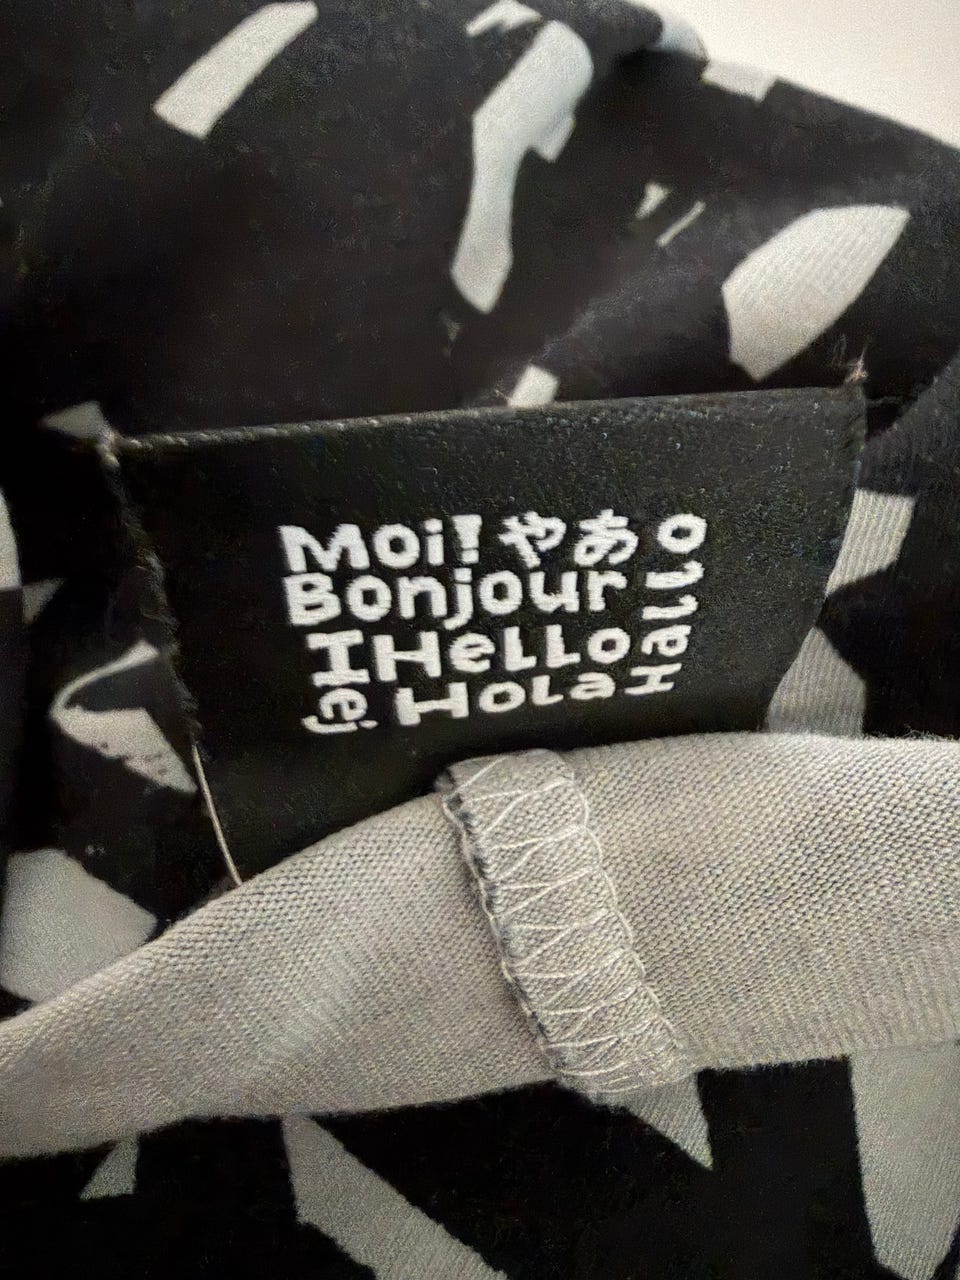 Moi! やあ
Bonjour
Hello
Hola
Hej
Hallo